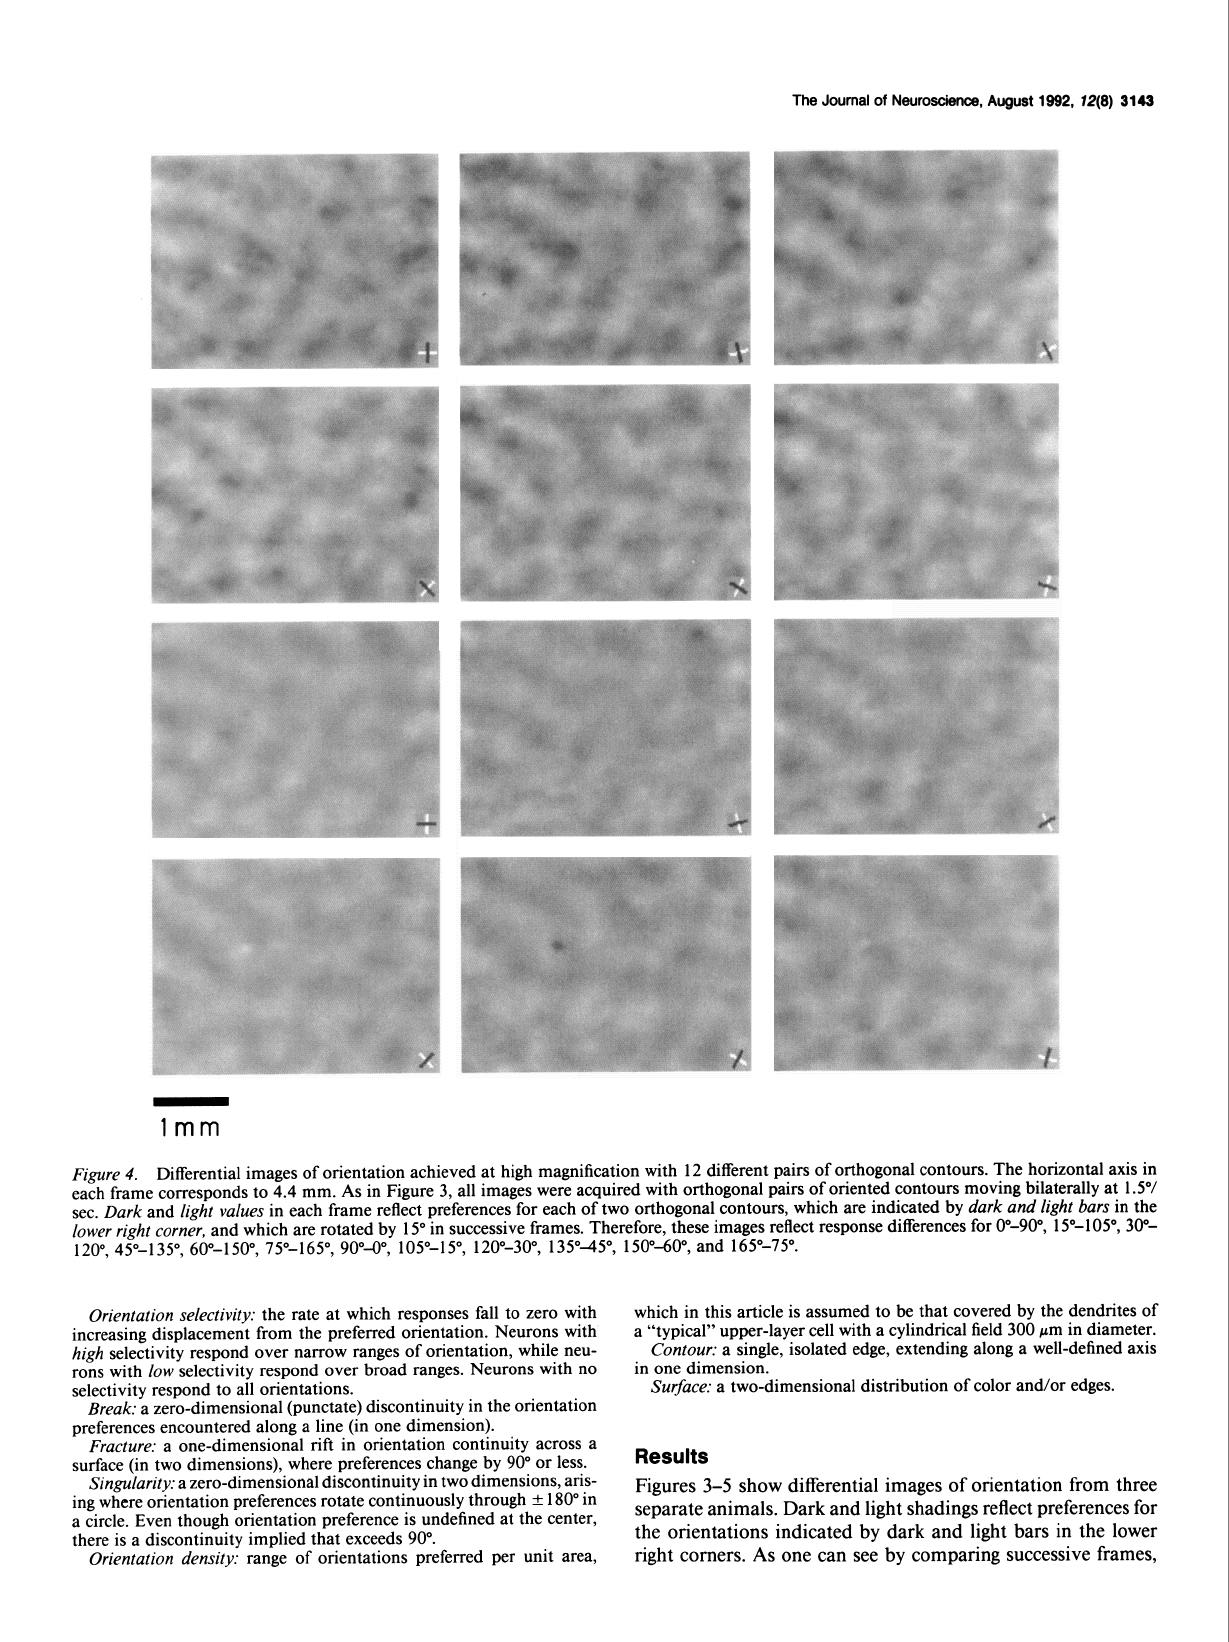 The Journal of Neuroscience, August 1992, 12(8) 3143
1 mm
Figure 4. Differential images of orientation achieved at high magnification with 12 different pairs of orthogonal contours. The horizontal axis in
each frame corresponds to 4.4 mm. As in Figure 3, all images were acquired with orthogonal pairs of oriented contours moving bilaterally at 1.5°/
sec. Dark and light values in each frame reflect preferences for each of two orthogonal contours, which are indicated by dark and light bars in the
lower right corner, and which are rotated by 15° in successive frames. Therefore, these images reflect response differences for 0°–90°, 15°–105°, 30°–
120°, 45°–135°, 60°–150°, 75°–165°, 90°–0°, 105°–15°, 120°–30°, 135°–45°, 150°–60°, and 165°–75°.
Orientation selectivity: the rate at which responses fall to zero with
increasing displacement from the preferred orientation. Neurons with
high selectivity respond over narrow ranges of orientation, while neu-
rons with low selectivity respond over broad ranges. Neurons with no
selectivity respond to all orientations.
Break: a zero-dimensional (punctate) discontinuity in the orientation
preferences encountered along a line (in one dimension).
Fracture: a one-dimensional rift in orientation continuity across a
surface (in two dimensions), where preferences change by 90° or less.
Singularity: a zero-dimensional discontinuity in two dimensions, aris-
ing where orientation preferences rotate continuously through ±180° in
a circle. Even though orientation preference is undefined at the center,
there is a discontinuity implied that exceeds 90°.
Orientation density: range of orientations preferred per unit area,
which in this article is assumed to be that covered by the dendrites of
a “typical” upper-layer cell with a cylindrical field 300 μm in diameter.
Contour: a single, isolated edge, extending along a well-defined axis
in one dimension.
Surface: a two-dimensional distribution of color and/or edges.
Results
Figures 3–5 show differential images of orientation from three
separate animals. Dark and light shadings reflect preferences for
the orientations indicated by dark and light bars in the lower
right corners. As one can see by comparing successive frames,